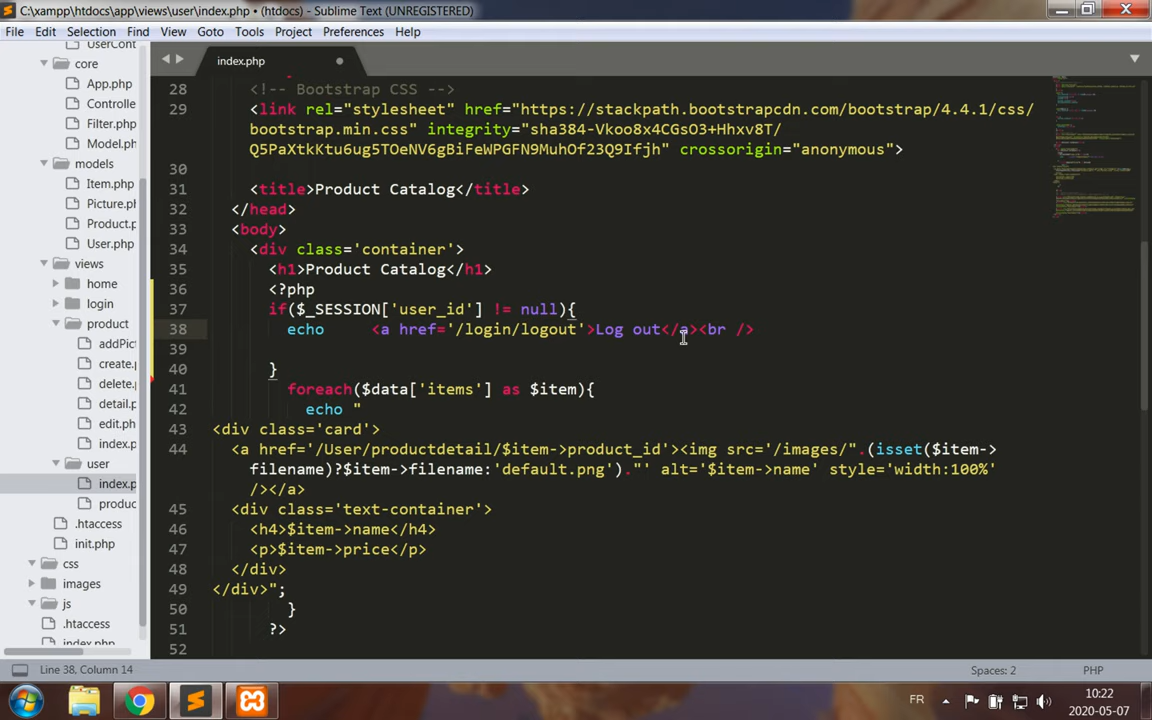 C:\xampp\htdocs\app\views\user\index.php • (htdocs) - Sublime Text (UNREGISTERED)
File Edit Selection Find View Goto Tools Project Preferences Help
UserCont
core
App.php
Controlle
Filter.php
Model.ph
models
Item.php
Picture.ph
Product.p
User.php
views
home
login
product
addPict
create.p
delete.p
detail.p
edit.ph
index.p
user
index.p
produc
.htaccess
init.php
css
images
js
.htaccess
index.php
index.php
28 <!-- Bootstrap CSS -->
29 <link rel="stylesheet" href="https://stackpath.bootstrapcdn.com/bootstrap/4.4.1/css/
bootstrap.min.css" integrity="sha384-Vkoo8x4CGsO3+Hhxv8T/
Q5PaXtkKtu6ug5TOeNV6gBiFeWPGFN9MuhOf23Q9Ifjh" crossorigin="anonymous">
30
31 <title>Product Catalog</title>
32 </head>
33 <body>
34 <div class='container'>
35 <h1>Product Catalog</h1>
36 <?php
37 if($_SESSION['user_id'] != null){
38 echo <a href='/login/logout'>Log out</a><br />
39
40 }
41 foreach($data['items'] as $item){
42 echo "
43 <div class='card'>
44 <a href='/User/productdetail/$item->product_id'><img src='/images/".(isset($item->
filename)?$item->filename:'default.png')."' alt='$item->name' style='width:100%'
/></a>
45 <div class='text-container'>
46 <h4>$item->name</h4>
47 <p>$item->price</p>
48 </div>
49 </div>";
50 }
51 ?>
52
Line 38, Column 14 Spaces: 2 PHP
FR 10:22
2020-05-07